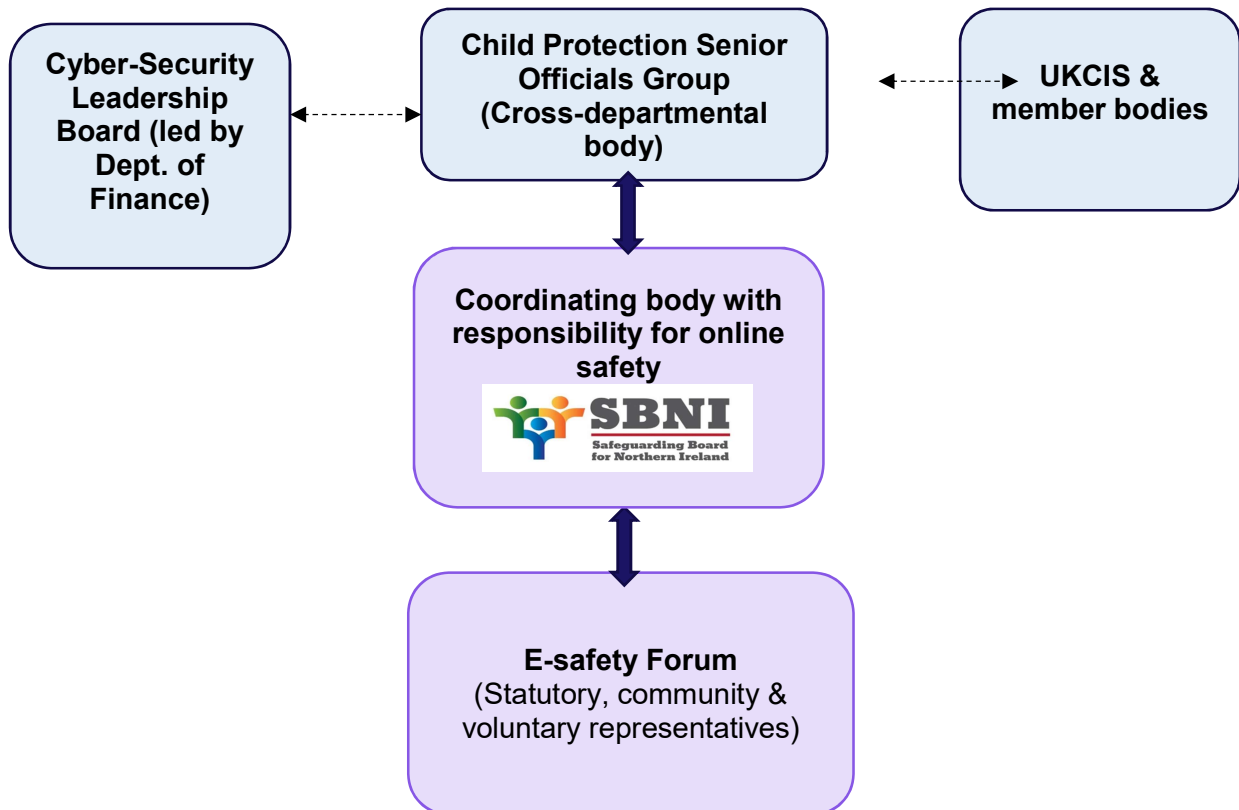 Cyber-Security
Leadership
Board (led by
Dept. of
Finance)
Child Protection Senior
Officials Group
(Cross-departmental
body)
UKCIS &
member bodies
Coordinating body with
responsibility for online
safety
SBNI
Safeguarding Board
for Northern Ireland
E-safety Forum
(Statutory, community &
voluntary representatives)